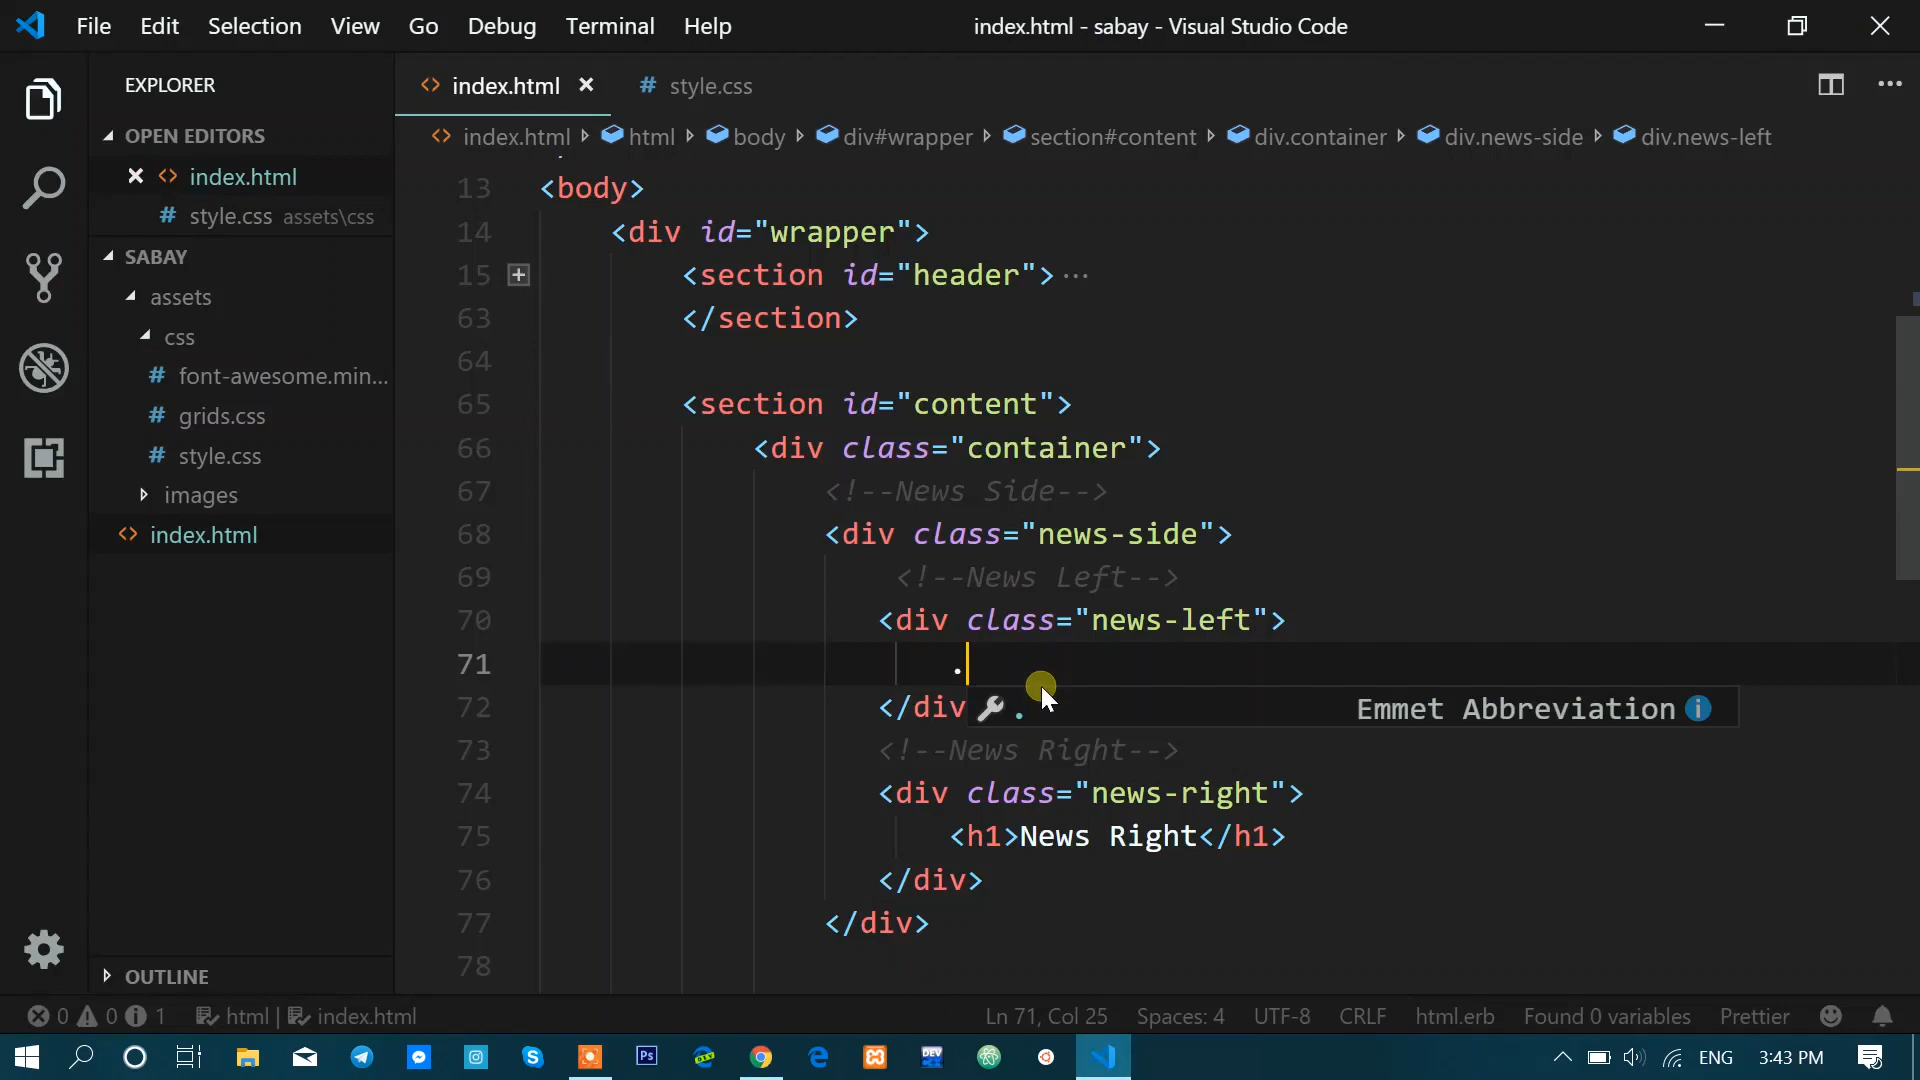 File Edit Selection View Go Debug Terminal Help index.html - sabay - Visual Studio Code
EXPLORER
OPEN EDITORS
index.html
style.css assets\css
SABAY
assets
css
font-awesome.min...
grids.css
style.css
images
index.html
OUTLINE
index.html style.css
index.html html body div#wrapper section#content div.container div.news-side div.news-left
13 <body>
14 <div id="wrapper">
15 <section id="header">...
63 </section>
64
65 <section id="content">
66 <div class="container">
67 <!--News Side-->
68 <div class="news-side">
69 <!--News Left-->
70 <div class="news-left">
71 .
72 </div
. Emmet Abbreviation
73 <!--News Right-->
74 <div class="news-right">
75 <h1>News Right</h1>
76 </div>
77 </div>
78
0 0 1 html | index.html Ln 71, Col 25 Spaces: 4 UTF-8 CRLF html.erb Found 0 variables Prettier
Ps DEV ENG 3:43 PM